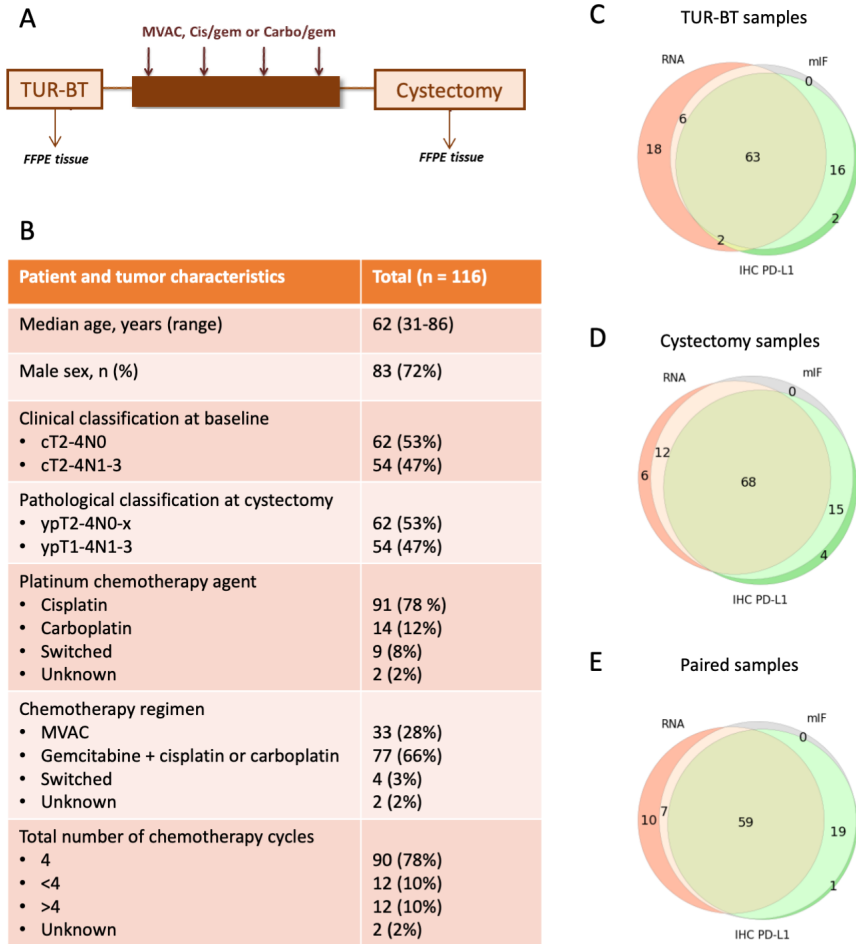 A
MVAC, Cis/gem or Carbo/gem
TUR-BT
Cystectomy
FFPE tissue
FFPE tissue
B
Patient and tumor characteristics Total (n = 116)
Median age, years (range) 62 (31-86)
Male sex, n (%) 83 (72%)
Clinical classification at baseline
• cT2-4N0 62 (53%)
• cT2-4N1-3 54 (47%)
Pathological classification at cystectomy
• ypT2-4N0-x 62 (53%)
• ypT1-4N1-3 54 (47%)
Platinum chemotherapy agent
• Cisplatin 91 (78 %)
• Carboplatin 14 (12%)
• Switched 9 (8%)
• Unknown 2 (2%)
Chemotherapy regimen
• MVAC 33 (28%)
• Gemcitabine + cisplatin or carboplatin 77 (66%)
• Switched 4 (3%)
• Unknown 2 (2%)
Total number of chemotherapy cycles
• 4 90 (78%)
• <4 12 (10%)
• >4 12 (10%)
• Unknown 2 (2%)
C
TUR-BT samples
RNA
mIF
0
6
18
63
16
2
2
IHC PD-L1
D
Cystectomy samples
RNA
mIF
0
12
6
68
15
4
IHC PD-L1
E
Paired samples
RNA
mIF
0
10
7
59
19
1
IHC PD-L1